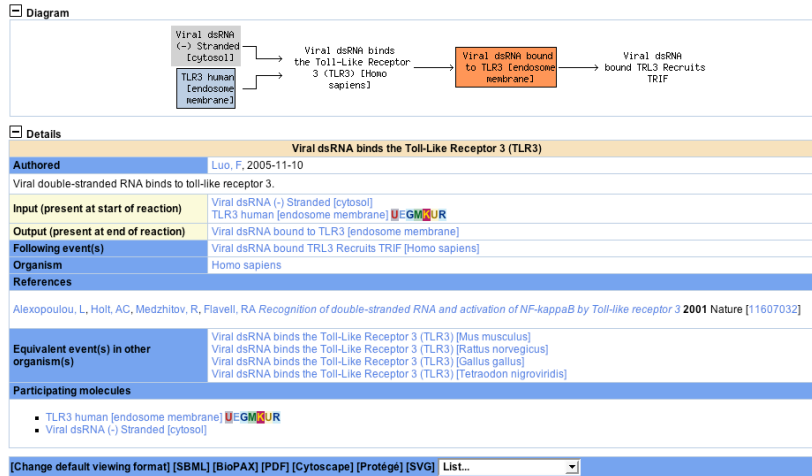 Diagram
Viral dsRNA
(-) Stranded
[cytosol]
TLR3 human
[endosome
membrane]
Viral dsRNA binds
the Toll-Like Receptor
3 (TLR3) [Homo
sapiens]
Viral dsRNA bound
to TLR3 [endosome
membrane]
Viral dsRNA
bound TRL3 Recruits
TRIF
Details
Viral dsRNA binds the Toll-Like Receptor 3 (TLR3)
Authored Luo, F, 2005-11-10
Viral double-stranded RNA binds to toll-like receptor 3.
Input (present at start of reaction) Viral dsRNA (-) Stranded [cytosol]
TLR3 human [endosome membrane] UEGMKUR
Output (present at end of reaction) Viral dsRNA bound to TLR3 [endosome membrane]
Following event(s) Viral dsRNA bound TRL3 Recruits TRIF [Homo sapiens]
Organism Homo sapiens
References
Alexopoulou, L, Holt, AC, Medzhitov, R, Flavell, RA Recognition of double-stranded RNA and activation of NF-kappaB by Toll-like receptor 3 2001 Nature [11607032]
Equivalent event(s) in other organism(s)
Viral dsRNA binds the Toll-Like Receptor 3 (TLR3) [Mus musculus]
Viral dsRNA binds the Toll-Like Receptor 3 (TLR3) [Rattus norvegicus]
Viral dsRNA binds the Toll-Like Receptor 3 (TLR3) [Gallus gallus]
Viral dsRNA binds the Toll-Like Receptor 3 (TLR3) [Tetraodon nigroviridis]
Participating molecules
TLR3 human [endosome membrane] UEGMKUR
Viral dsRNA (-) Stranded [cytosol]
[Change default viewing format] [SBML] [BioPAX] [PDF] [Cytoscape] [Protégé] [SVG] List...